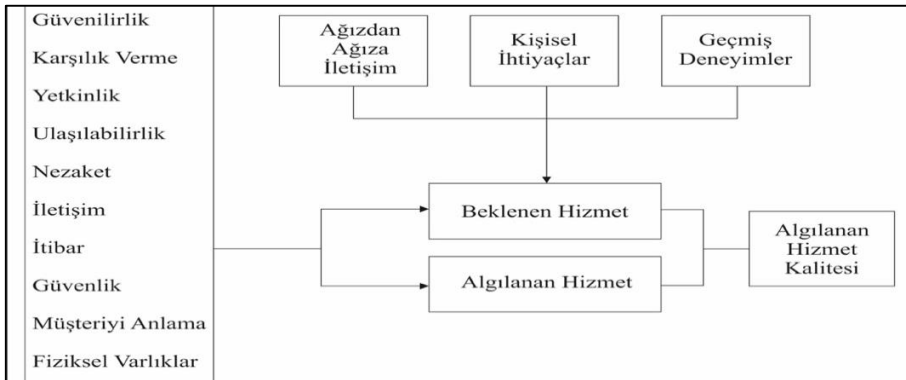 Güvenilirlik
Karşılık Verme
Yetkinlik
Ulaşılabilirlik
Nezaket
İletişim
İtibar
Güvenlik
Müşteriyi Anlama
Fiziksel Varlıklar
Ağızdan
Ağıza
İletişim
Kişisel
İhtiyaçlar
Geçmiş
Deneyimler
Beklenen Hizmet
Algılanan Hizmet
Algılanan
Hizmet
Kalitesi